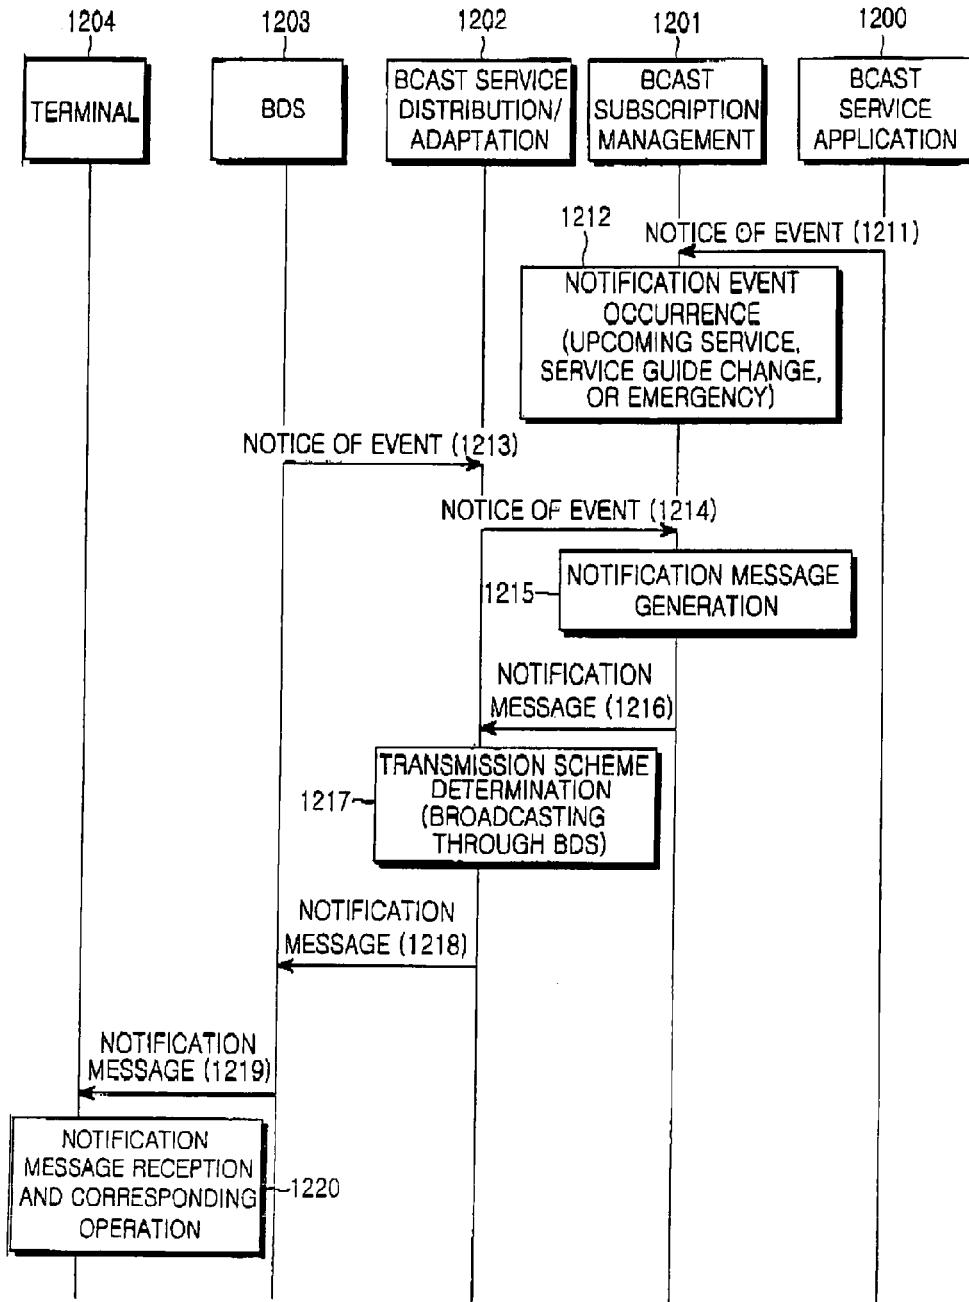 1204
1203
1202
1201
1200
TERMINAL
BDS
BCAST SERVICE
DISTRIBUTION/
ADAPTATION
BCAST
SUBSCRIPTION
MANAGEMENT
BCAST
SERVICE
APPLICATION
1212
NOTICE OF EVENT (1211)
NOTIFICATION EVENT
OCCURRENCE
(UPCOMING SERVICE,
SERVICE GUIDE CHANGE,
OR EMERGENCY)
NOTICE OF EVENT (1213)
NOTICE OF EVENT (1214)
1215
NOTIFICATION MESSAGE
GENERATION
NOTIFICATION
MESSAGE (1216)
1217
TRANSMISSION SCHEME
DETERMINATION
(BROADCASTING
THROUGH BDS)
NOTIFICATION
MESSAGE (1218)
NOTIFICATION
MESSAGE (1219)
NOTIFICATION
MESSAGE RECEPTION
AND CORRESPONDING
OPERATION
1220